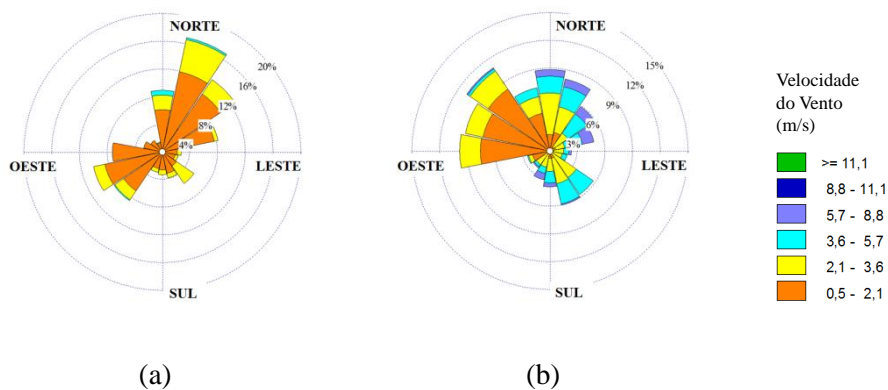 NORTE
20%
16%
12%
8%
4%
OESTE
LESTE
SUL
(a)
NORTE
15%
12%
9%
6%
3%
OESTE
LESTE
SUL
(b)
Velocidade
do Vento
(m/s)
>= 11,1
8,8 - 11,1
5,7 - 8,8
3,6 - 5,7
2,1 - 3,6
0,5 - 2,1